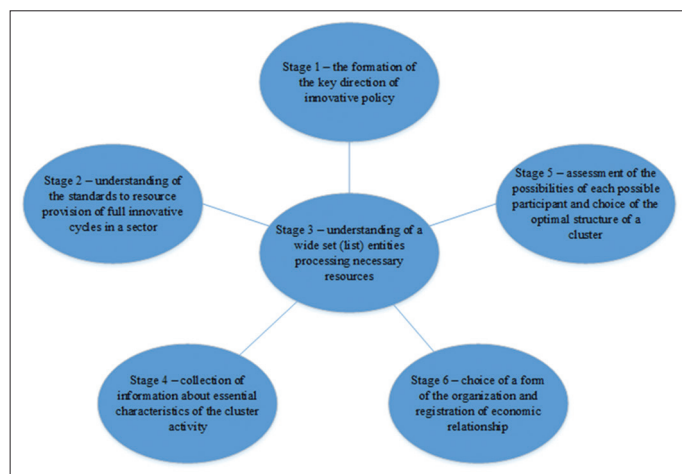 Stage 1 – the formation of
the key direction of
innovative policy
Stage 2 – understanding of
the standards to resource
provision of full innovative
cycles in a sector
Stage 5 – assessment of the
possibilities of each possible
participant and choice of the
optimal structure of a
cluster
Stage 3 – understanding of a
wide set (list) entities
processing necessary
resources
Stage 4 – collection of
information about essential
characteristics of the cluster
activity
Stage 6 – choice of a form
of the organization and
registration of economic
relationship